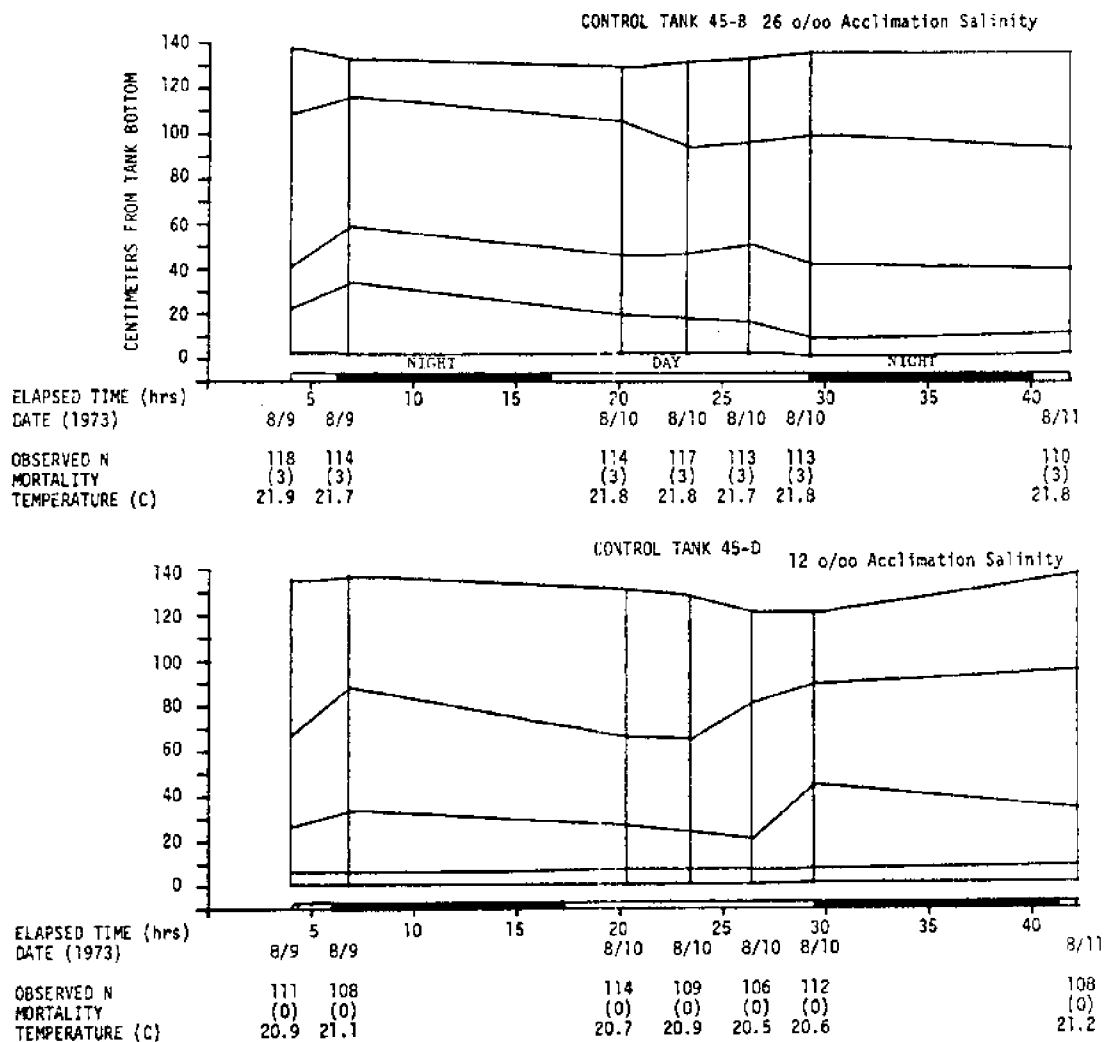 CONTROL TANK 45-B 26 o/oo Acclimation Salinity
140
120
100
80
60
40
20
0
CENTIMETERS FROM TANK BOTTOM
NIGHT DAY NIGHT
ELAPSED TIME (hrs) 5 10 15 20 25 30 35 40
DATE (1973) 8/9 8/9 8/10 8/10 8/10 8/10 8/11
OBSERVED N 118 114 114 117 113 113 110
MORTALITY (3) (3) (3) (3) (3) (3) (3)
TEMPERATURE (C) 21.9 21.7 21.8 21.8 21.7 21.8 21.8
CONTROL TANK 45-D
12 o/oo Acclimation Salinity
140
120
100
80
60
40
20
0
ELAPSED TIME (hrs) 5 10 15 20 25 30 35 40
DATE (1973) 8/9 8/9 8/10 8/10 8/10 8/10 8/11
OBSERVED N 111 108 114 109 106 112 108
MORTALITY (0) (0) (0) (0) (0) (0) (0)
TEMPERATURE (C) 20.9 21.1 20.7 20.9 20.5 20.6 21.2